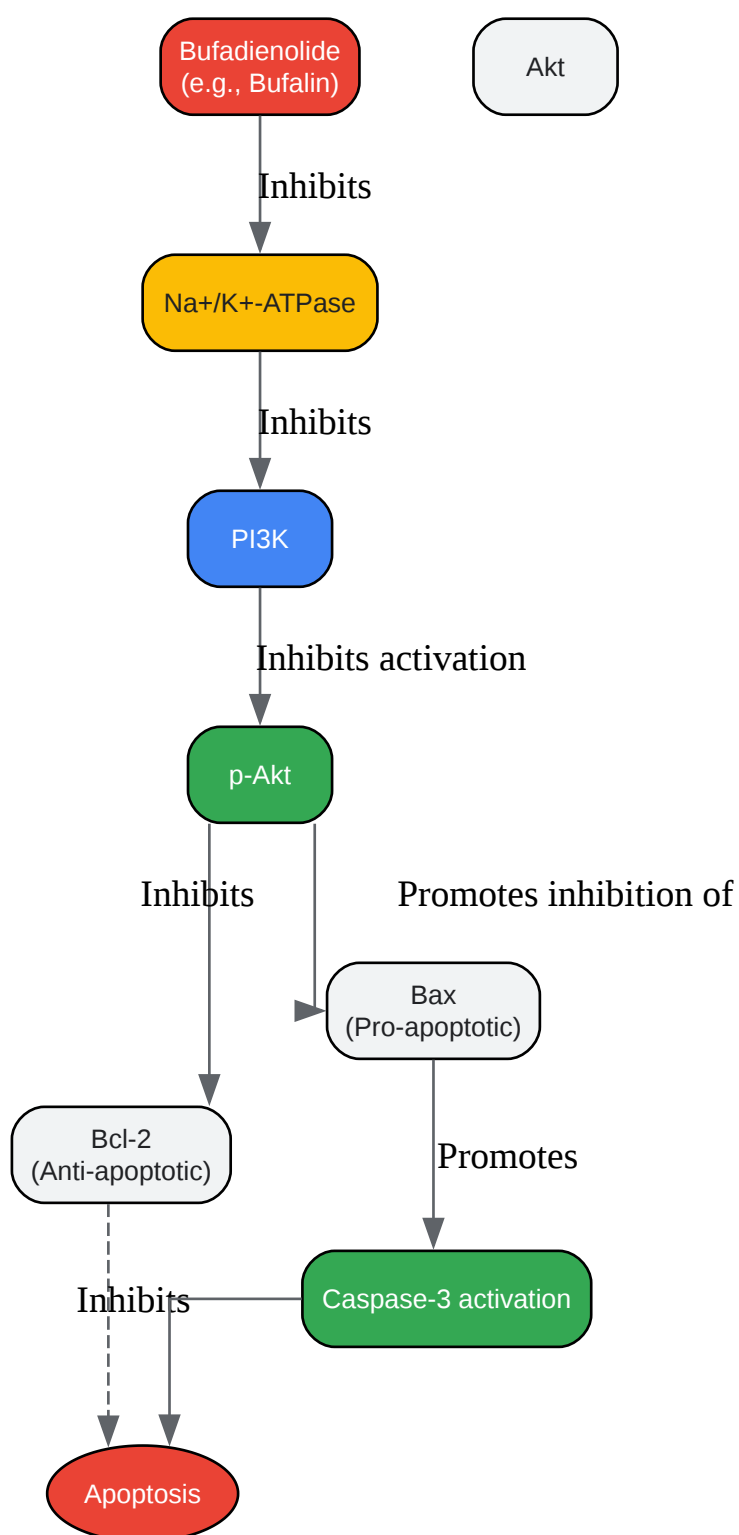 Bufadienolide
(e.g., Bufalin)
Akt
Inhibits
Na+/K+-ATPase
Inhibits
PI3K
Inhibits activation
p-Akt
Inhibits
Promotes inhibition of
Bax
(Pro-apoptotic)
Bcl-2
(Anti-apoptotic)
Promotes
Inhibits
Caspase-3 activation
Apoptosis